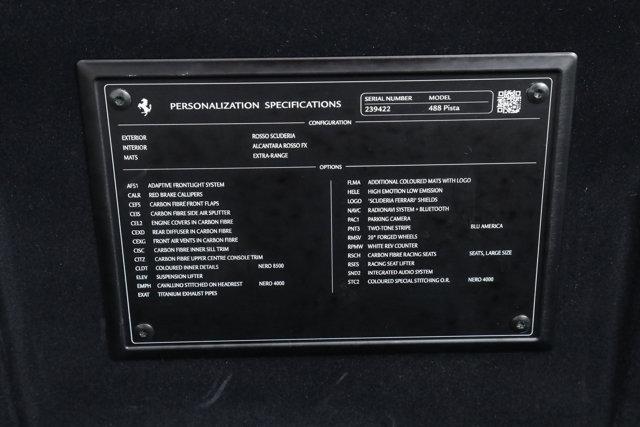 PERSONALIZATION SPECIFICATIONS
SERIAL NUMBER MODEL
239422 488 Pista
CONFIGURATION
EXTERIOR ROSSO SCUDERIA
INTERIOR ALCANTARA ROSSO FX
MATS EXTRA-RANGE
OPTIONS
AFS1 ADAPTIVE FRONTLIGHT SYSTEM
CALR RED BRAKE CALLIPERS
CEFS CARBON FIBRE FRONT FLAPS
CEIS CARBON FIBRE SIDE AIR SPLITTER
CEL2 ENGINE COVERS IN CARBON FIBRE
CEXD REAR DIFFUSER IN CARBON FIBRE
CEXG FRONT AIR VENTS IN CARBON FIBRE
CISC CARBON FIBRE INNER SILL TRIM
CITZ CARBON FIBRE UPPER CENTRE CONSOLE TRIM
CLDT COLOURED INNER DETAILS NERO 8500
ELEV SUSPENSION LIFTER
EMPH CAVALLINO STITCHED ON HEADREST NERO 4000
EXAT TITANIUM EXHAUST PIPES
FLMA ADDITIONAL COLOURED MATS WITH LOGO
HELE HIGH EMOTION LOW EMISSION
LOGO "SCUDERIA FERRARI" SHIELDS
NAVC RADIONAVI SYSTEM + BLUETOOTH
PAC1 PARKING CAMERA
PNT3 TWO-TONE STRIPE BLU AMERICA
RMSV 20" FORGED WHEELS
RPMW WHITE REV COUNTER
RSCH CARBON FIBRE RACING SEATS SEATS, LARGE SIZE
RSES RACING SEAT LIFTER
SND2 INTEGRATED AUDIO SYSTEM
STC2 COLOURED SPECIAL STITCHING O.R. NERO 4000